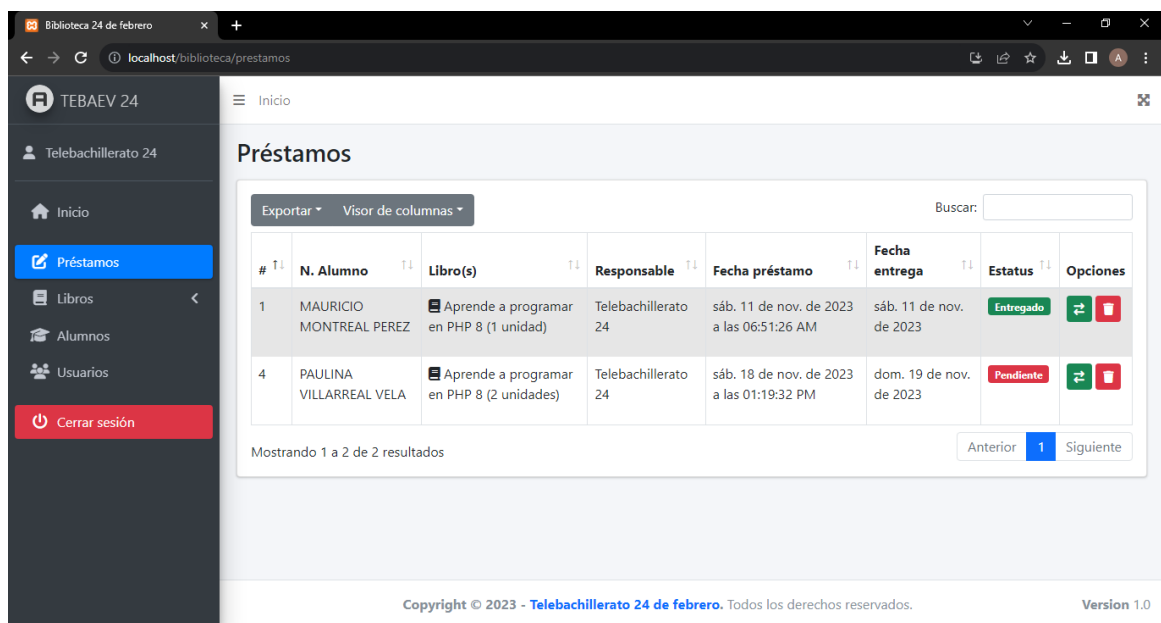 Biblioteca 24 de febrero
localhost/biblioteca/prestamos
A
TEBAEV 24
Inicio
Telebachillerato 24
Inicio
Préstamos
Libros
Alumnos
Usuarios
Cerrar sesión
Préstamos
Exportar Visor de columnas
Buscar:
# N. Alumno Libro(s) Responsable Fecha préstamo Fecha entrega Estatus Opciones
1 MAURICIO Aprende a programar Telebachillerato sáb. 11 de nov. de 2023 sáb. 11 de nov. Entregado
MONTREAL PEREZ en PHP 8 (1 unidad) 24 a las 06:51:26 AM de 2023
4 PAULINA Aprende a programar Telebachillerato sáb. 18 de nov. de 2023 dom. 19 de nov. Pendiente
VILLARREAL VELA en PHP 8 (2 unidades) 24 a las 01:19:32 PM de 2023
Mostrando 1 a 2 de 2 resultados
Anterior 1 Siguiente
Copyright © 2023 - Telebachillerato 24 de febrero. Todos los derechos reservados.
Version 1.0